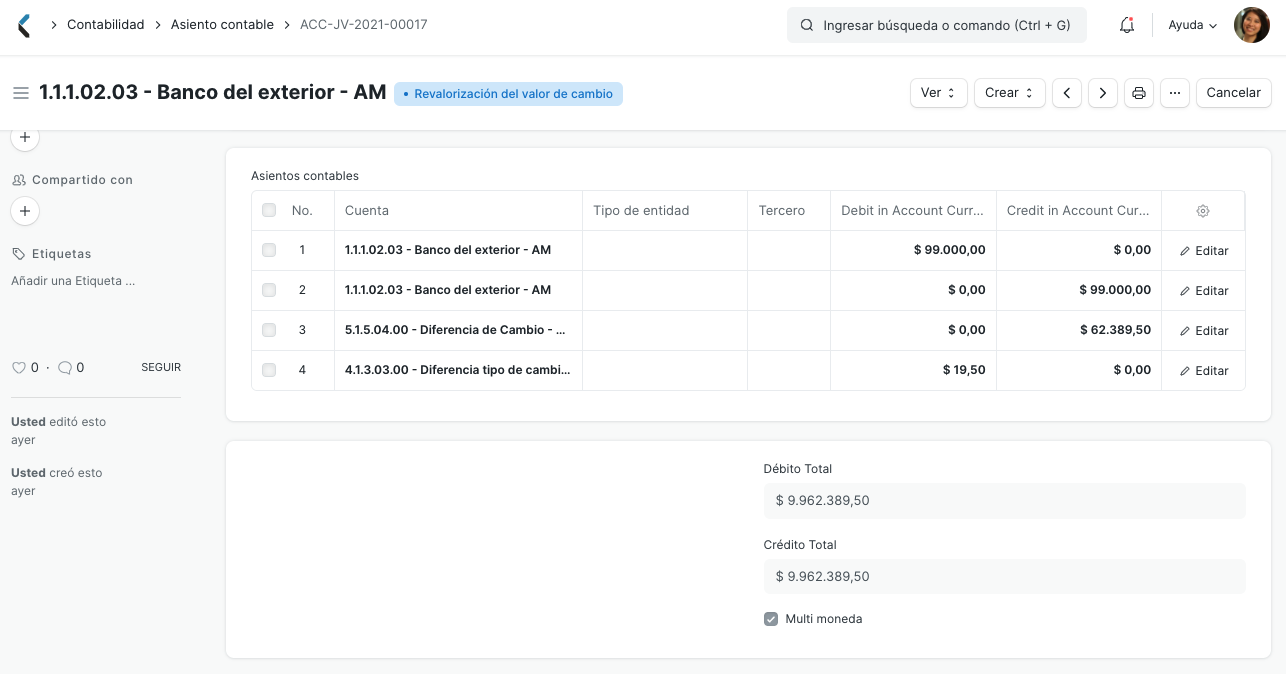 Contabilidad > Asiento contable > ACC-JV-2021-00017
Ingresar búsqueda o comando (Ctrl + G)
Ayuda
1.1.1.02.03 - Banco del exterior - AM
Revalorización del valor de cambio
Ver
Crear
Cancelar
Compartido con
Etiquetas
Añadir una Etiqueta ...
0 · 0
SEGUIR
Usted editó esto
ayer
Usted creó esto
ayer
Asientos contables
No. Cuenta Tipo de entidad Tercero Debit in Account Curr... Credit in Account Cur...
1 1.1.1.02.03 - Banco del exterior - AM $ 99.000,00 $ 0,00 Editar
2 1.1.1.02.03 - Banco del exterior - AM $ 0,00 $ 99.000,00 Editar
3 5.1.5.04.00 - Diferencia de Cambio - ... $ 0,00 $ 62.389,50 Editar
4 4.1.3.03.00 - Diferencia tipo de cambi... $ 19,50 $ 0,00 Editar
Débito Total
$ 9.962.389,50
Crédito Total
$ 9.962.389,50
Multi moneda